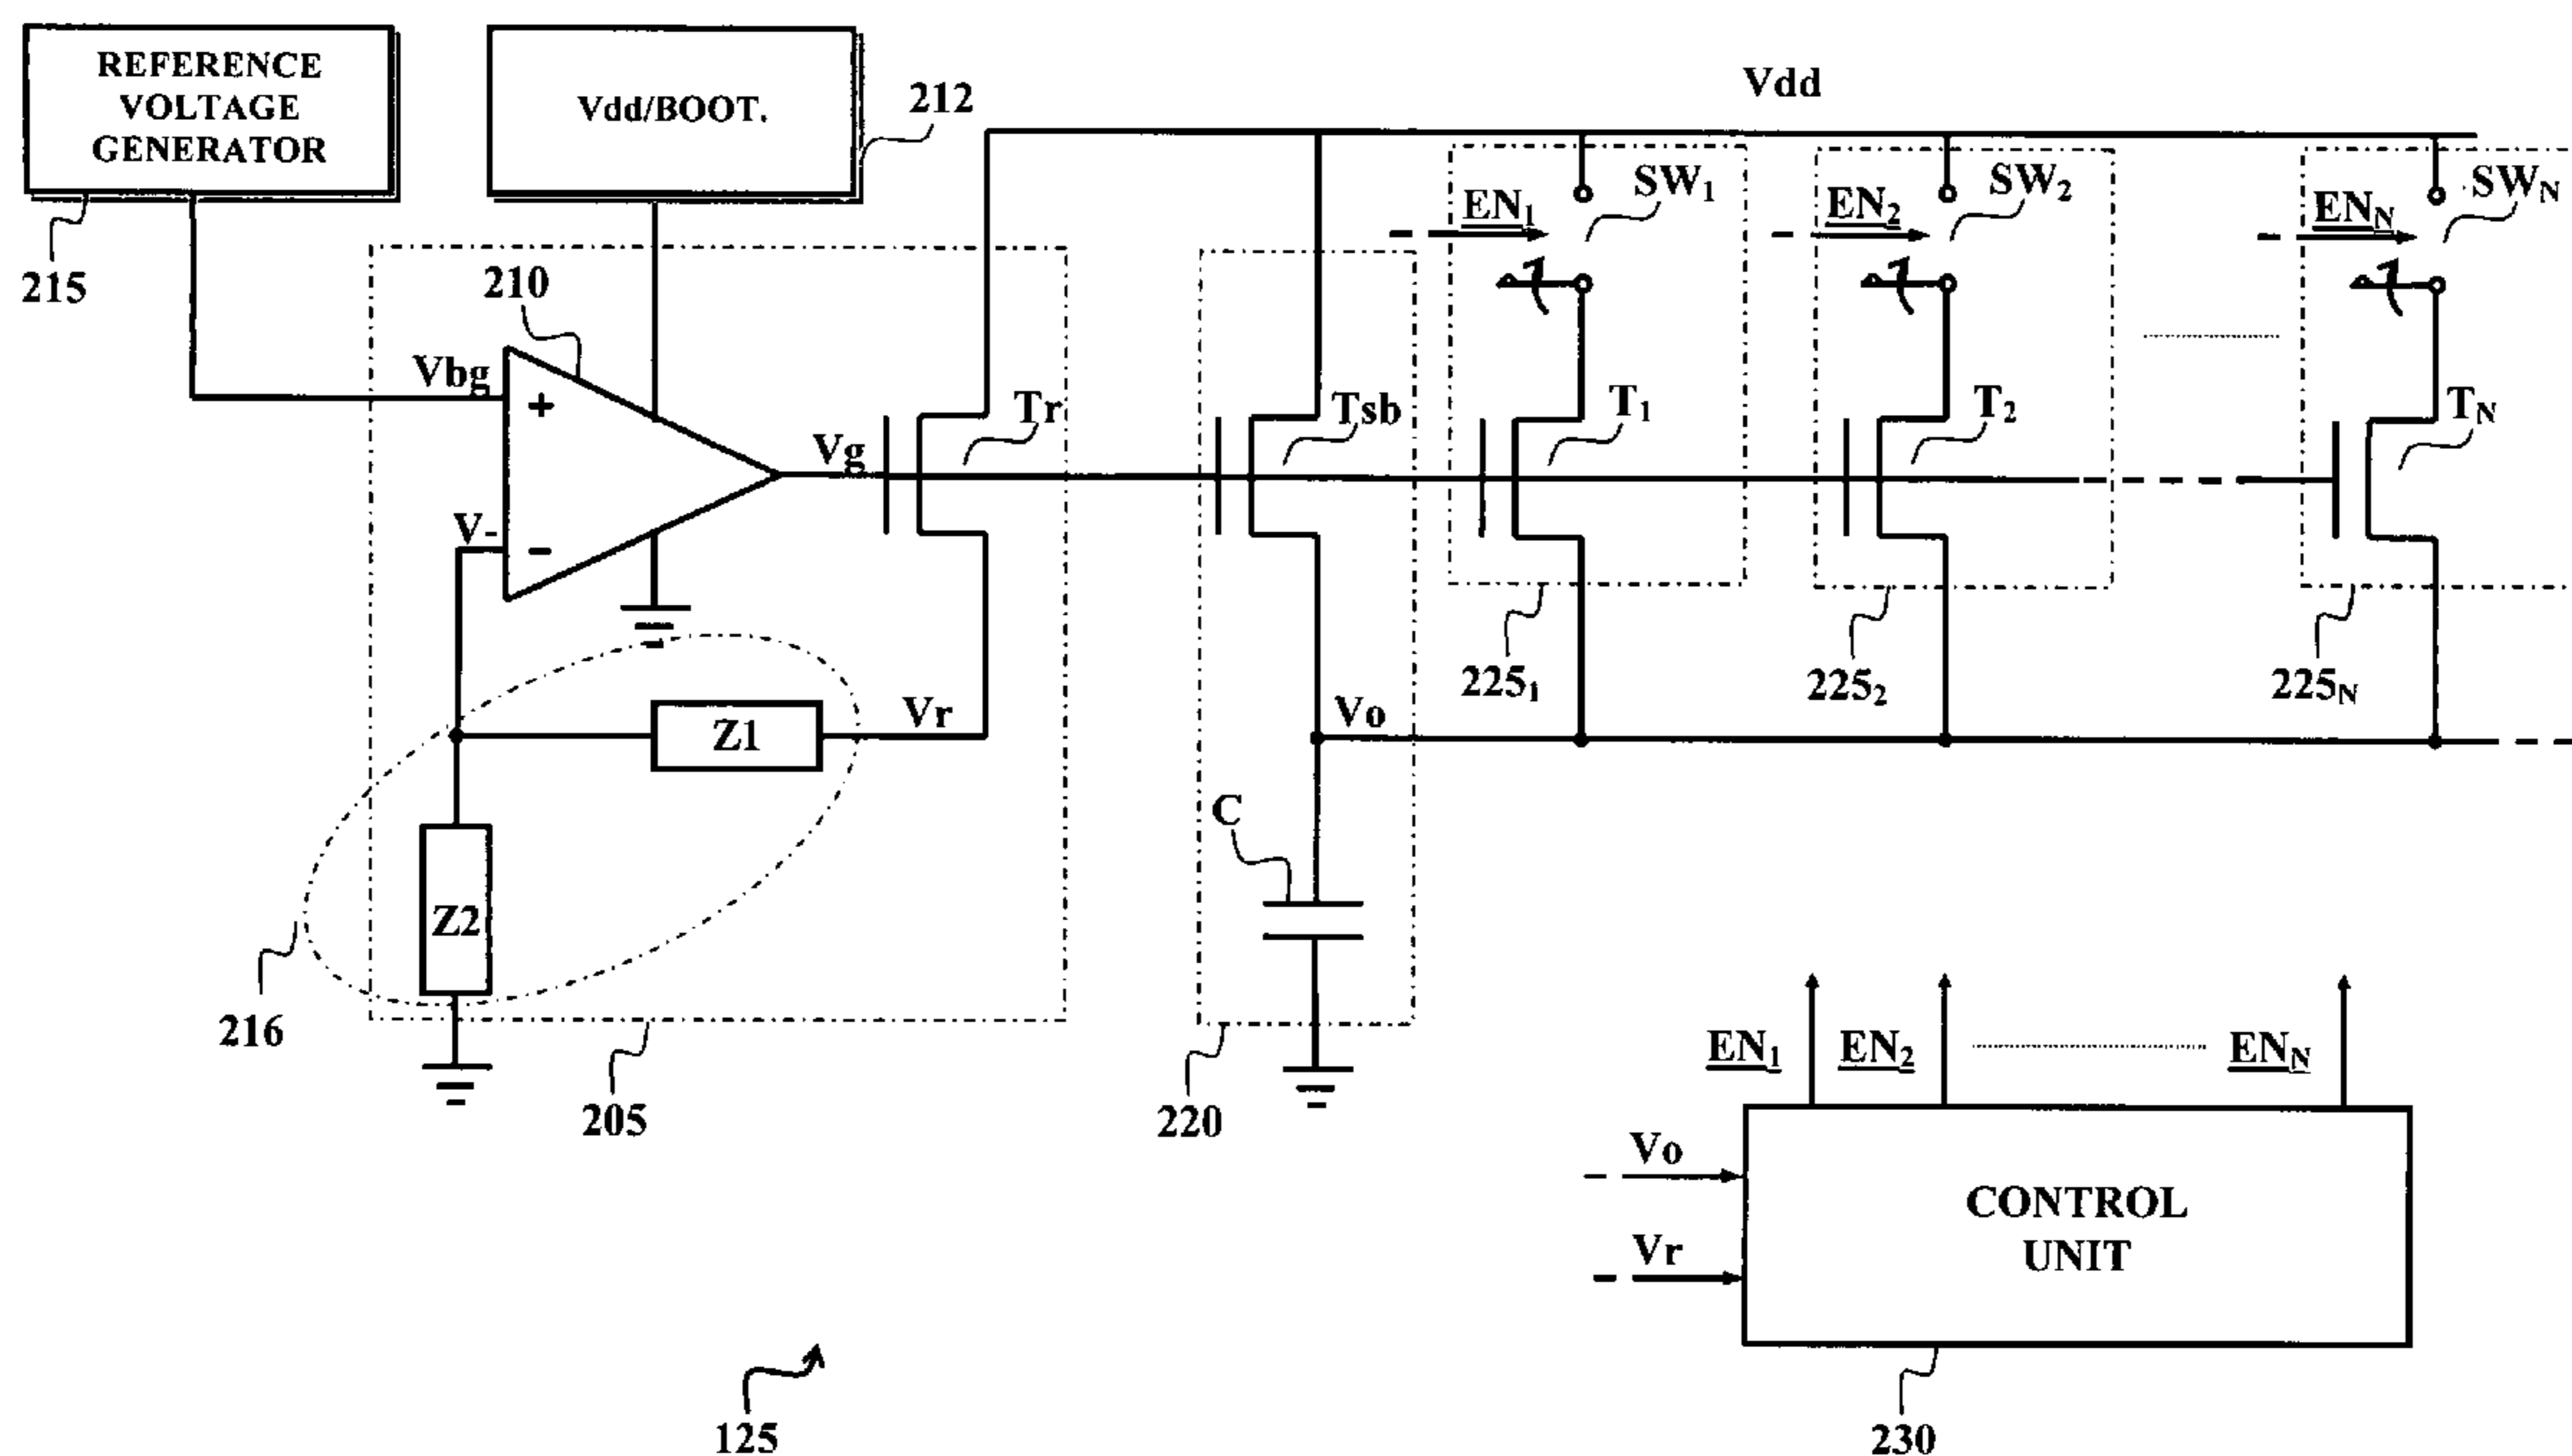 REFERENCE
VOLTAGE
GENERATOR
Vdd/BOOT.
212
Vdd
215
210
EN1
SW1
EN2
SW2
ENN
SWN
Vbg
+
Vg
Tr
Tsb
T1
T2
TN
V-
-
2251
2252
225N
Z1
Vr
Vo
C
Z2
216
205
220
EN1
EN2
ENN
Vo
Vr
CONTROL
UNIT
125
230